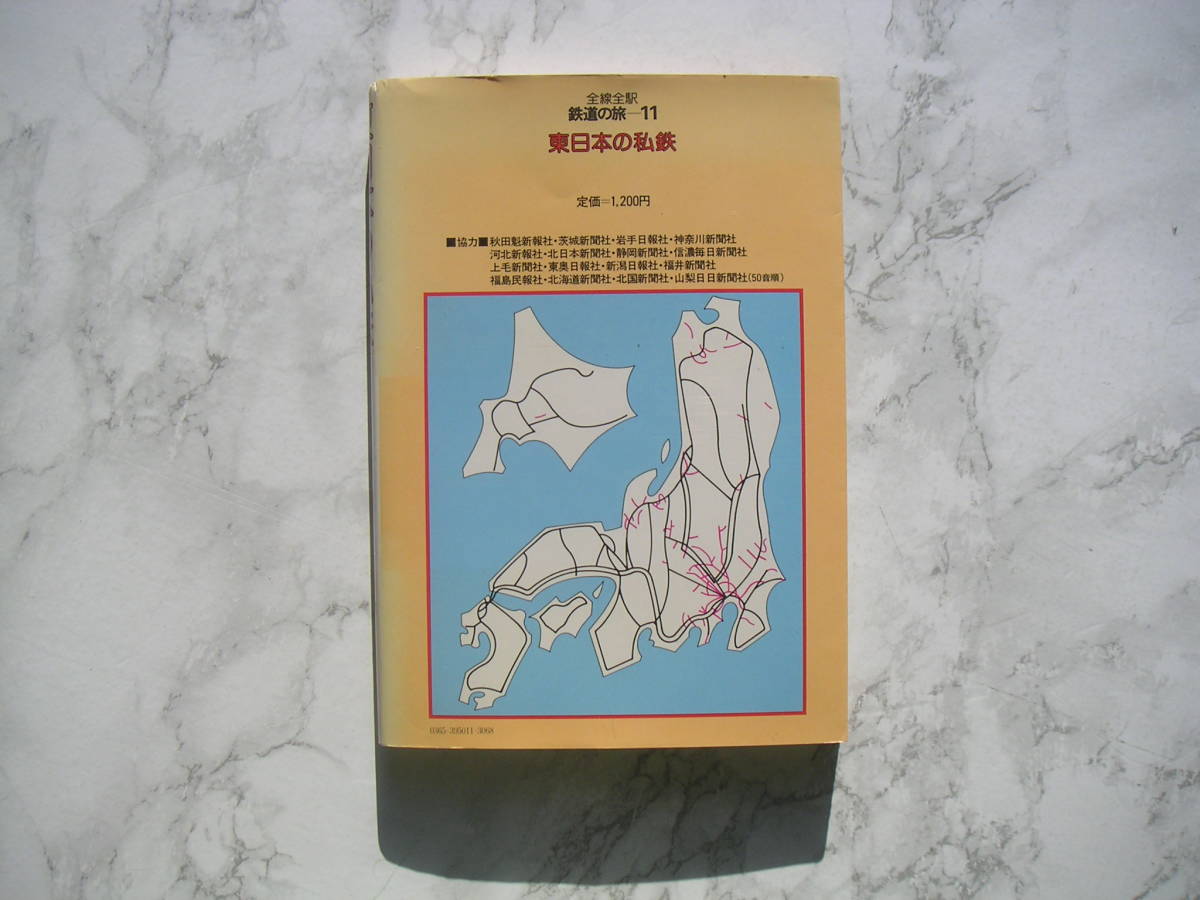 全線全駅
鉄道の旅─11
東日本の私鉄
定価=1,200円
■協力■秋田魁新報社・茨城新聞社・岩手日報社・神奈川新聞社
河北新報社・北日本新聞社・静岡新聞社・信濃毎日新聞社
上毛新聞社・東奥日報社・新潟日報社・福井新聞社
福島民報社・北海道新聞社・北国新聞社・山梨日日新聞社(50音順)
0365-395011-3068